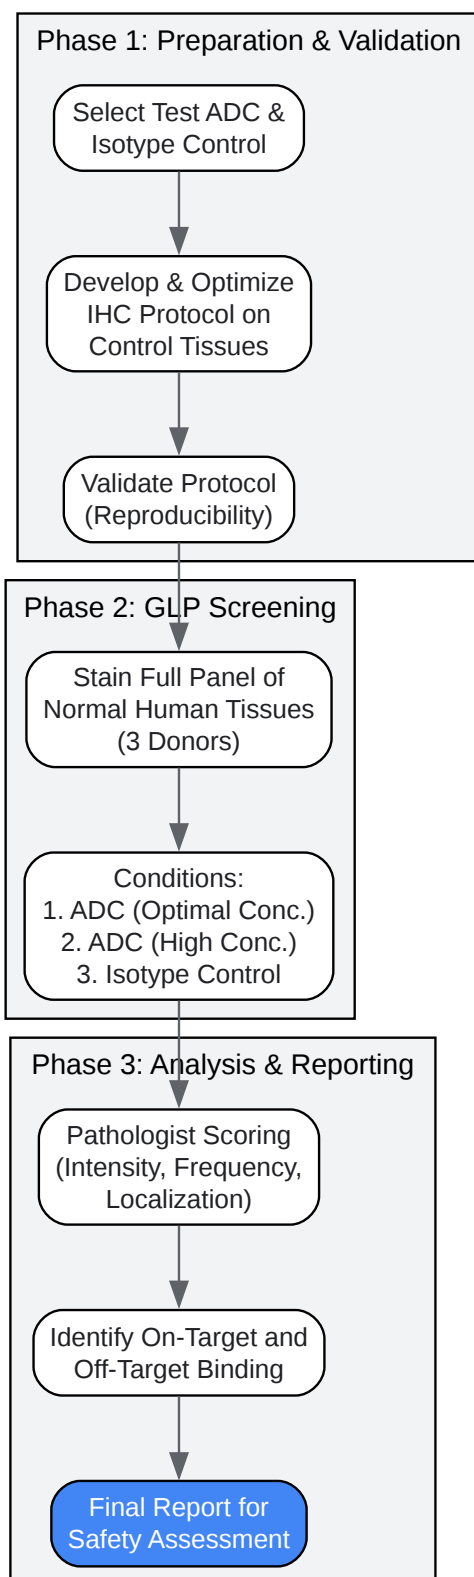 Phase 1: Preparation & Validation
Select Test ADC &
Isotype Control
Develop & Optimize
IHC Protocol on
Control Tissues
Validate Protocol
(Reproducibility)
Phase 2: GLP Screening
Stain Full Panel of
Normal Human Tissues
(3 Donors)
Conditions:
1. ADC (Optimal Conc.)
2. ADC (High Conc.)
3. Isotype Control
Phase 3: Analysis & Reporting
Pathologist Scoring
(Intensity, Frequency,
Localization)
Identify On-Target and
Off-Target Binding
Final Report for
Safety Assessment